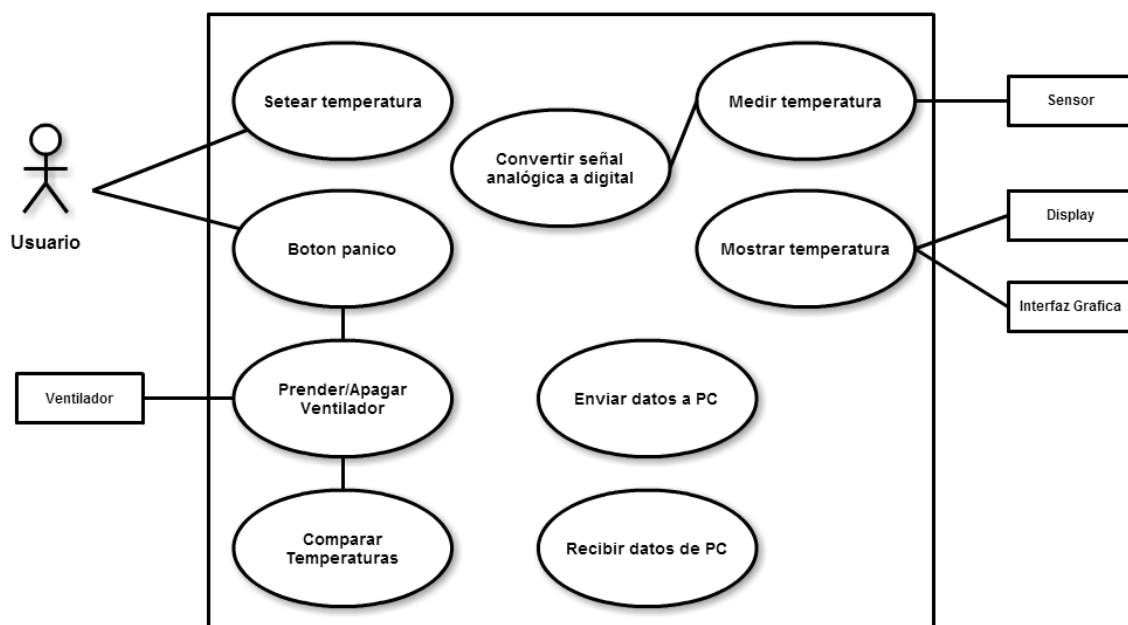 Setear temperatura
Medir temperatura
Sensor
Convertir señal
analógica a digital
Usuario
Boton panico
Mostrar temperatura
Display
Interfaz Grafica
Ventilador
Prender/Apagar
Ventilador
Enviar datos a PC
Comparar
Temperaturas
Recibir datos de PC